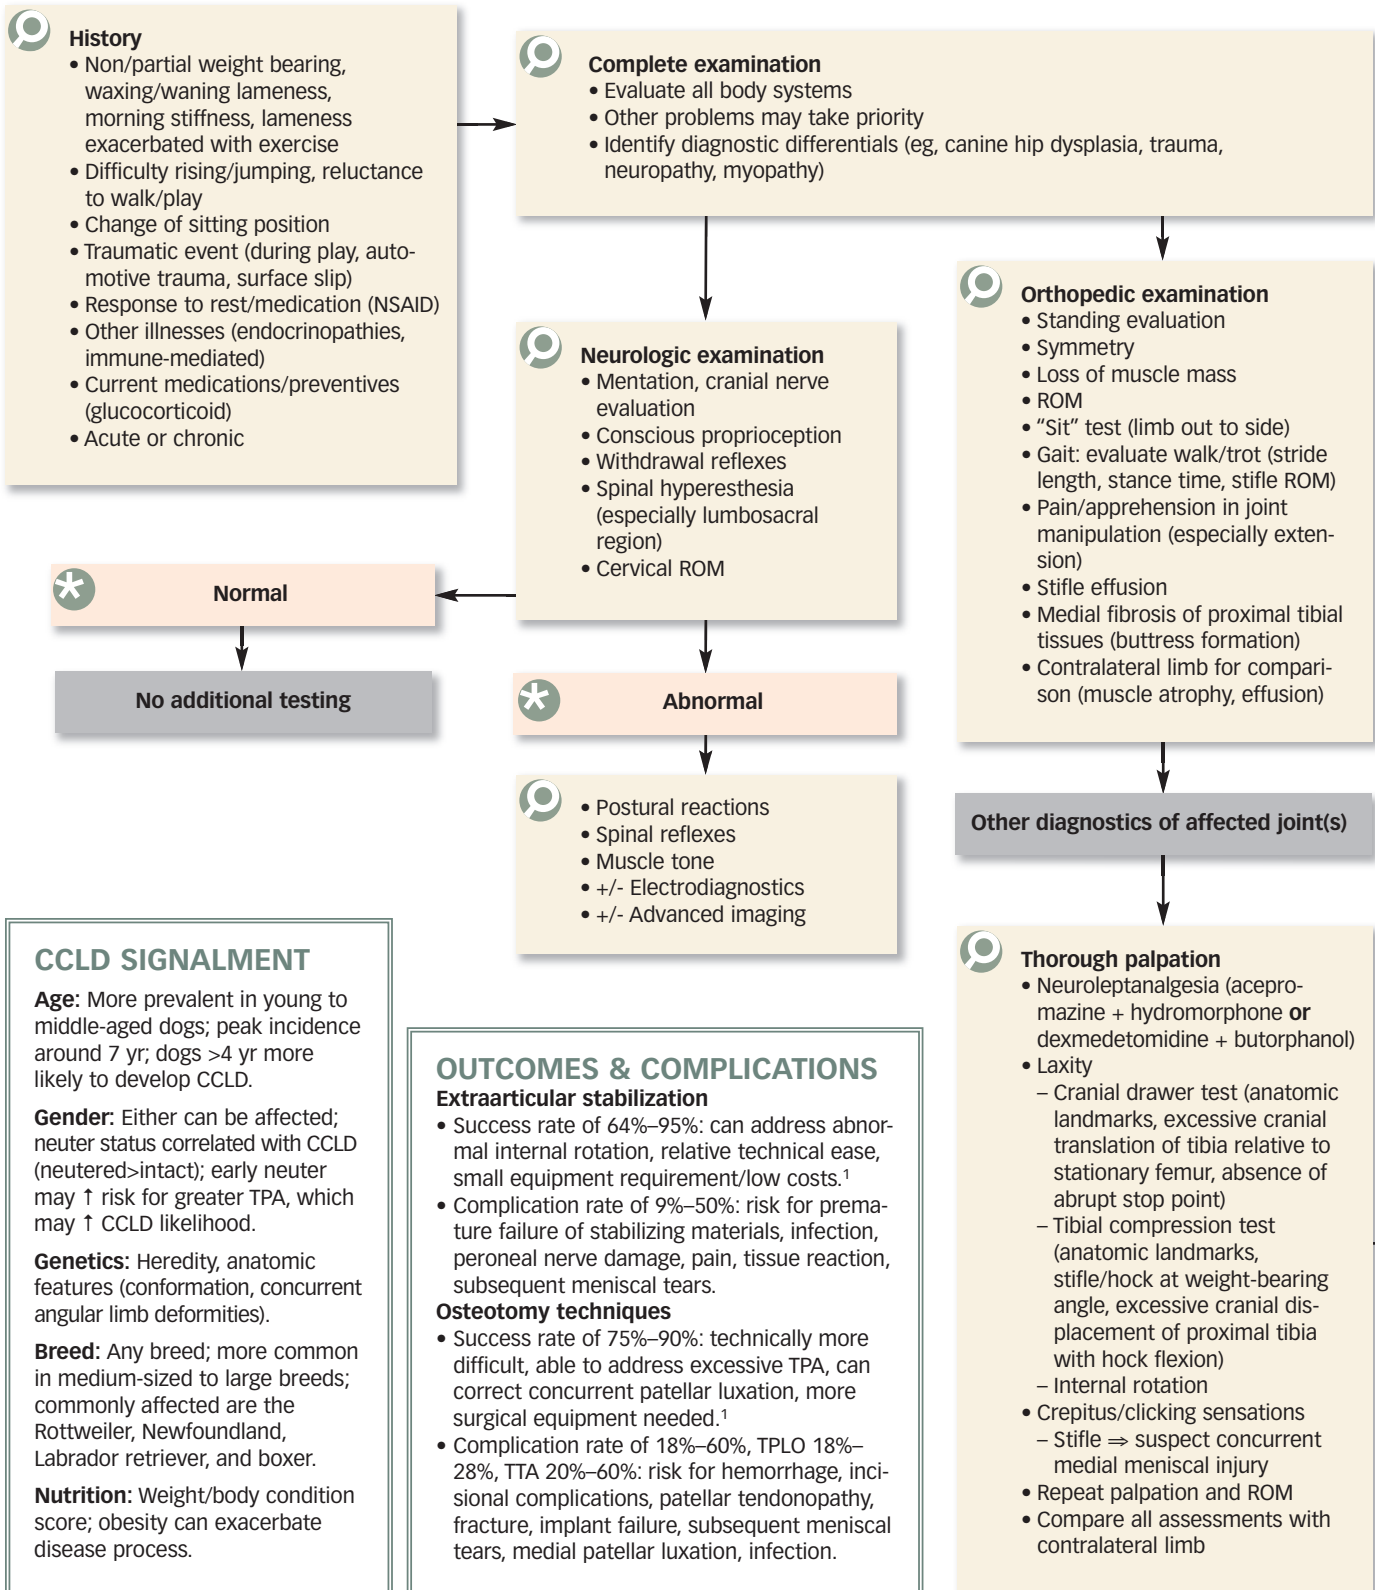 History
• Non/partial weight bearing,
waxing/waning lameness,
morning stiffness, lameness
exacerbated with exercise
• Difficulty rising/jumping, reluctance
to walk/play
• Change of sitting position
• Traumatic event (during play, auto-
motive trauma, surface slip)
• Response to rest/medication (NSAID)
• Other illnesses (endocrinopathies,
immune-mediated)
• Current medications/preventives
(glucocorticoid)
• Acute or chronic
Complete examination
• Evaluate all body systems
• Other problems may take priority
• Identify diagnostic differentials (eg, canine hip dysplasia, trauma,
neuropathy, myopathy)
Neurologic examination
• Mentation, cranial nerve
evaluation
• Conscious proprioception
• Withdrawal reflexes
• Spinal hyperesthesia
(especially lumbosacral
region)
• Cervical ROM
Normal
No additional testing
Abnormal
• Postural reactions
• Spinal reflexes
• Muscle tone
• +/- Electrodiagnostics
• +/- Advanced imaging
Orthopedic examination
• Standing evaluation
• Symmetry
• Loss of muscle mass
• ROM
• “Sit” test (limb out to side)
• Gait: evaluate walk/trot (stride
length, stance time, stifle ROM)
• Pain/apprehension in joint
manipulation (especially exten-
sion)
• Stifle effusion
• Medial fibrosis of proximal tibial
tissues (buttress formation)
• Contralateral limb for compari-
son (muscle atrophy, effusion)
Other diagnostics of affected joint(s)
Thorough palpation
• Neuroleptanalgesia (acepro-
mazine + hydromorphone or
dexmedetomidine + butorphanol)
• Laxity
– Cranial drawer test (anatomic
landmarks, excessive cranial
translation of tibia relative to
stationary femur, absence of
abrupt stop point)
– Tibial compression test
(anatomic landmarks,
stifle/hock at weight-bearing
angle, excessive cranial dis-
placement of proximal tibia
with hock flexion)
– Internal rotation
• Crepitus/clicking sensations
– Stifle ⇒ suspect concurrent
medial meniscal injury
• Repeat palpation and ROM
• Compare all assessments with
contralateral limb
CCLD SIGNALMENT
Age: More prevalent in young to
middle-aged dogs; peak incidence
around 7 yr; dogs >4 yr more
likely to develop CCLD.
Gender: Either can be affected;
neuter status correlated with CCLD
(neutered>intact); early neuter
may ↑ risk for greater TPA, which
may ↑ CCLD likelihood.
Genetics: Heredity, anatomic
features (conformation, concurrent
angular limb deformities).
Breed: Any breed; more common
in medium-sized to large breeds;
commonly affected are the
Rottweiler, Newfoundland,
Labrador retriever, and boxer.
Nutrition: Weight/body condition
score; obesity can exacerbate
disease process.
OUTCOMES & COMPLICATIONS
Extraarticular stabilization
• Success rate of 64%–95%: can address abnor-
mal internal rotation, relative technical ease,
small equipment requirement/low costs.¹
• Complication rate of 9%–50%: risk for prema-
ture failure of stabilizing materials, infection,
peroneal nerve damage, pain, tissue reaction,
subsequent meniscal tears.
Osteotomy techniques
• Success rate of 75%–90%: technically more
difficult, able to address excessive TPA, can
correct concurrent patellar luxation, more
surgical equipment needed.¹
• Complication rate of 18%–60%, TPLO 18%–
28%, TTA 20%–60%: risk for hemorrhage, inci-
sional complications, patellar tendonopathy,
fracture, implant failure, subsequent meniscal
tears, medial patellar luxation, infection.